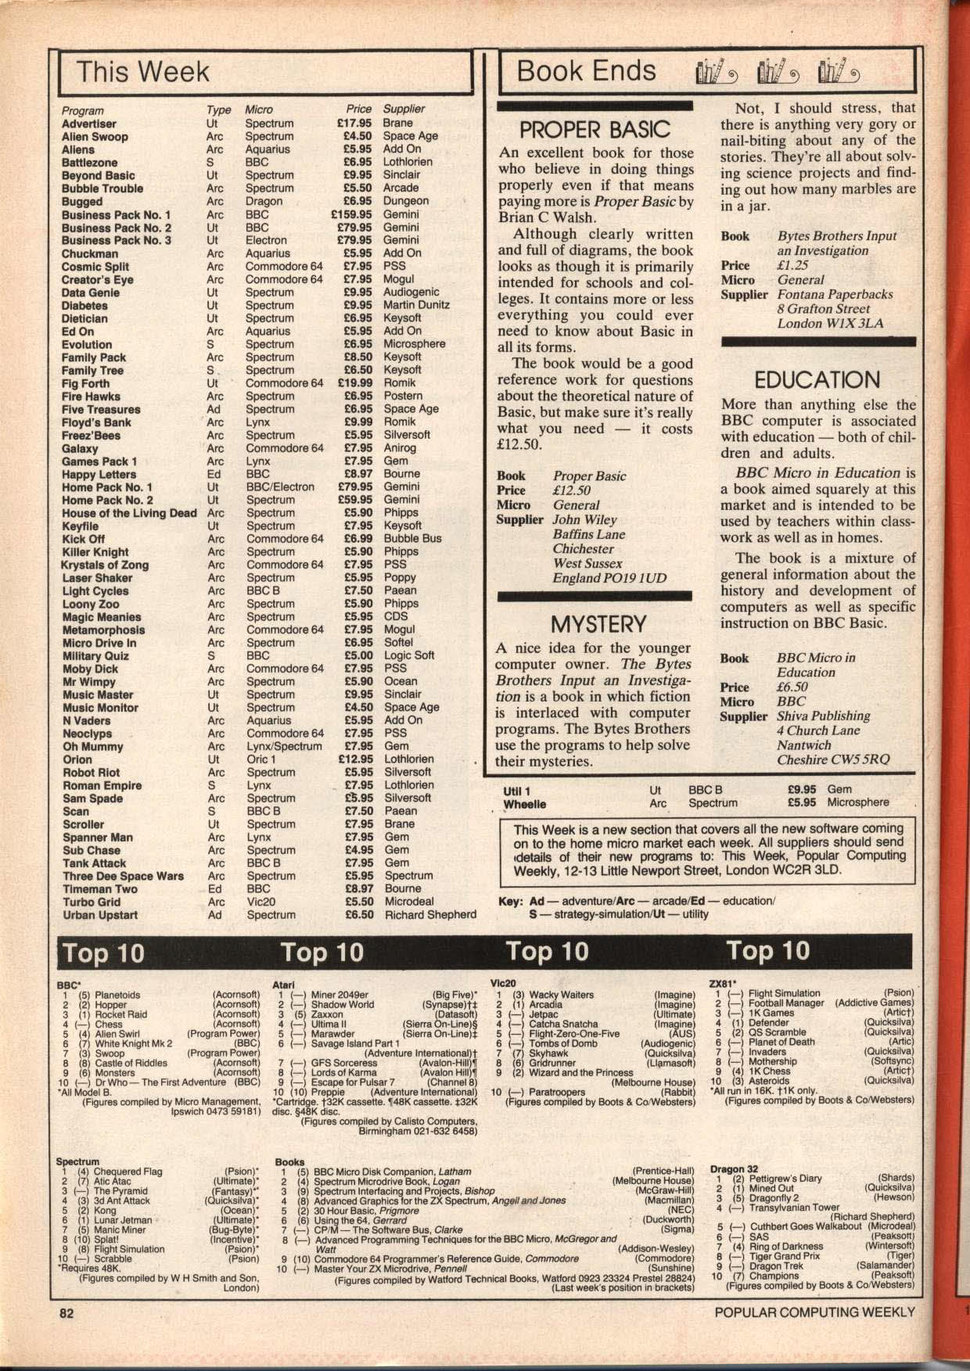 This Week
Program Type Micro Price Supplier
Advertiser Ut Spectrum £17.95 Brane
Alien Swoop Arc Spectrum £4.50 Space Age
Aliens Arc Aquarius £5.95 Add On
Battlezone S BBC £6.95 Lothlorien
Beyond Basic Ut Spectrum £9.95 Sinclair
Bubble Trouble Arc Spectrum £5.50 Arcade
Bugged Arc Dragon £6.95 Dungeon
Business Pack No. 1 Arc BBC £159.95 Gemini
Business Pack No. 2 Ut BBC £79.95 Gemini
Business Pack No. 3 Ut Electron £79.95 Gemini
Chuckman Arc Aquarius £5.95 Add On
Cosmic Split Arc Commodore 64 £7.95 PSS
Creator's Eye Arc Commodore 64 £7.95 Mogul
Data Genie Ut Spectrum £9.95 Audiogenic
Diabetes Ut Spectrum £9.95 Martin Dunitz
Dietician Ut Spectrum £6.95 Keysoft
Ed On Arc Aquarius £5.95 Add On
Evolution S Spectrum £6.95 Microsphere
Family Pack Arc Spectrum £8.50 Keysoft
Family Tree S Spectrum £6.50 Keysoft
Fig Forth Ut Commodore 64 £19.99 Romik
Fire Hawks Arc Spectrum £6.95 Postern
Five Treasures Ad Spectrum £6.95 Space Age
Floyd's Bank Arc Lynx £9.99 Romik
Freez'Bees Arc Spectrum £5.95 Silversoft
Galaxy Arc Commodore 64 £7.95 Anirog
Games Pack 1 Arc Lynx £7.95 Gem
Happy Letters Ed BBC £8.97 Bourne
Home Pack No. 1 Ut BBC/Electron £79.95 Gemini
Home Pack No. 2 Ut Spectrum £59.95 Gemini
House of the Living Dead Arc Spectrum £5.90 Phipps
Keyfile Ut Spectrum £7.95 Keysoft
Kick Off Arc Commodore 64 £6.99 Bubble Bus
Killer Knight Arc Spectrum £5.90 Phipps
Krystals of Zong Arc Commodore 64 £7.95 PSS
Laser Shaker Arc Spectrum £5.95 Poppy
Light Cycles Arc BBC B £7.50 Paean
Loony Zoo Arc Spectrum £5.90 Phipps
Magic Meanies Arc Spectrum £5.95 CDS
Metamorphosis Arc Commodore 64 £7.95 Mogul
Micro Drive In Arc Spectrum £6.95 Softel
Military Quiz S BBC £5.00 Logic Soft
Moby Dick Arc Commodore 64 £7.95 PSS
Mr Wimpy Arc Spectrum £5.90 Ocean
Music Master Ut Spectrum £9.95 Sinclair
Music Monitor Ut Spectrum £4.50 Space Age
N Vaders Arc Aquarius £5.95 Add On
Neoclyps Arc Commodore 64 £7.95 PSS
Oh Mummy Arc Lynx/Spectrum £7.95 Gem
Orion Ut Oric 1 £12.95 Lothlorien
Robot Riot Arc Spectrum £5.95 Silversoft
Roman Empire S Lynx £7.95 Lothlorien
Sam Spade Arc Spectrum £5.95 Silversoft
Scan S BBC B £7.50 Paean
Scroller Ut Spectrum £7.95 Brane
Spanner Man Arc Lynx £7.95 Gem
Sub Chase Arc Spectrum £4.95 Gem
Tank Attack Arc BBC B £7.95 Gem
Three Dee Space Wars Arc Spectrum £5.95 Spectrum
Timeman Two Ed BBC £8.97 Bourne
Turbo Grid Arc Vic20 £5.50 Microdeal
Urban Upstart Ad Spectrum £6.50 Richard Shepherd
Book Ends
PROPER BASIC
An excellent book for those
who believe in doing things
properly even if that means
paying more is Proper Basic by
Brian C Walsh.
Although clearly written
and full of diagrams, the book
looks as though it is primarily
intended for schools and col-
leges. It contains more or less
everything you could ever
need to know about Basic in
all its forms.
The book would be a good
reference work for questions
about the theoretical nature of
Basic, but make sure it's really
what you need — it costs
£12.50.
Book Proper Basic
Price £12.50
Micro General
Supplier John Wiley
Baffins Lane
Chichester
West Sussex
England PO19 1UD
MYSTERY
A nice idea for the younger
computer owner. The Bytes
Brothers Input an Investiga-
tion is a book in which fiction
is interlaced with computer
programs. The Bytes Brothers
use the programs to help solve
their mysteries.
Not, I should stress, that
there is anything very gory or
nail-biting about any of the
stories. They're all about solv-
ing science projects and find-
ing out how many marbles are
in a jar.
Book Bytes Brothers Input
an Investigation
Price £1.25
Micro General
Supplier Fontana Paperbacks
8 Grafton Street
London W1X 3LA
EDUCATION
More than anything else the
BBC computer is associated
with education — both of chil-
dren and adults.
BBC Micro in Education is
a book aimed squarely at this
market and is intended to be
used by teachers within class-
work as well as in homes.
The book is a mixture of
general information about the
history and development of
computers as well as specific
instruction on BBC Basic.
Book BBC Micro in
Education
Price £6.50
Micro BBC
Supplier Shiva Publishing
4 Church Lane
Nantwich
Cheshire CW5 5RQ
Util 1 Ut BBC B £9.95 Gem
Wheelie Arc Spectrum £5.95 Microsphere
This Week is a new section that covers all the new software coming
on to the home micro market each week. All suppliers should send
details of their new programs to: This Week, Popular Computing
Weekly, 12-13 Little Newport Street, London WC2R 3LD.
Key: Ad — adventure/Arc — arcade/Ed — education/
S — strategy-simulation/Ut — utility
Top 10 Top 10 Top 10 Top 10
BBC*
1 (5) Planetoids (Acornsoft)
2 (2) Hopper (Acornsoft)
3 (1) Rocket Raid (Acornsoft)
4 (—) Chess (Acornsoft)
5 (4) Alien Swirl (Program Power)
6 (7) White Knight Mk 2 (BBC)
7 (3) Swoop (Program Power)
8 (8) Castle of Riddles (Acornsoft)
9 (6) Monsters (Acornsoft)
10 (—) Dr Who — The First Adventure (BBC)
*All Model B.
(Figures compiled by Micro Management,
Ipswich 0473 59181)
Atari
1 (—) Miner 2049er (Big Five)*
2 (—) Shadow World (Synapse)†‡
3 (5) Zaxxon (Datasoft)
4 (—) Ultima II (Sierra On-Line)§
5 (—) Marawder (Sierra On-Line)‡
6 (—) Savage Island Part 1
(Adventure International)†
7 (—) GFS Sorceress (Avalon-Hill)¶
8 (—) Lords of Karma (Avalon Hill)¶
9 (—) Escape for Pulsar 7 (Channel 8)
10 (10) Preppie (Adventure International)
*Cartridge. †32K cassette. ¶48K cassette. ‡32K
disc. §48K disc.
(Figures compiled by Calisto Computers,
Birmingham 021-632 6458)
Vic20
1 (3) Wacky Waiters (Imagine)
2 (1) Arcadia (Imagine)
3 (—) Jetpac (Ultimate)
4 (—) Catcha Snatcha (Imagine)
5 (—) Flight-Zero-One-Five (AUS)
6 (—) Tombs of Domb (Audiogenic)
7 (7) Skyhawk (Quicksilva)
8 (6) Gridrunner (Llamasoft)
9 (2) Wizard and the Princess
(Melbourne House)
10 (—) Paratroopers (Rabbit)
(Figures compiled by Boots & Co/Websters)
ZX81*
1 (—) Flight Simulation (Psion)
2 (—) Football Manager (Addictive Games)
3 (—) 1K Games (Artic†)
4 (1) Defender (Quicksilva)
5 (2) QS Scramble (Quicksilva)
6 (—) Planet of Death (Artic)
7 (—) Invaders (Quicksilva)
8 (—) Mothership (Softsync)
9 (4) 1K Chess (Artic†)
10 (3) Asteroids (Quicksilva)
*All run in 16K. †1K only.
(Figures compiled by Boots & Co/Websters)
Spectrum
1 (4) Chequered Flag (Psion)*
2 (7) Atic Atac (Ultimate)*
3 (—) The Pyramid (Fantasy)*
4 (3) 3d Ant Attack (Quicksilva)*
5 (2) Kong (Ocean)*
6 (1) Lunar Jetman (Ultimate)*
7 (5) Manic Miner (Bug-Byte)*
8 (10) Splat! (Incentive)*
9 (8) Flight Simulation (Psion)*
10 (—) Scrabble (Psion)
*Requires 48K.
(Figures compiled by W H Smith and Son,
London)
Books
1 (5) BBC Micro Disk Companion, Latham (Prentice-Hall)
2 (4) Spectrum Microdrive Book, Logan (Melbourne House)
3 (9) Spectrum Interfacing and Projects, Bishop (McGraw-Hill)
4 (8) Advanced Graphics for the ZX Spectrum, Angell and Jones (Macmillan)
5 (2) 30 Hour Basic, Prigmore (NEC)
6 (6) Using the 64, Gerrard (Duckworth)
7 (—) CP/M — The Software Bus, Clarke (Sigma)
8 (—) Advanced Programming Techniques for the BBC Micro, McGregor and
Watt (Addison-Wesley)
9 (10) Commodore 64 Programmer's Reference Guide, Commodore (Commodore)
10 (—) Master Your ZX Microdrive, Pennell (Sunshine)
(Figures compiled by Watford Technical Books, Watford 0923 23324 Prestel 28824)
(Last week's position in brackets)
Dragon 32
1 (2) Pettigrew's Diary (Shards)
2 (1) Mined Out (Quicksilva)
3 (5) Dragonfly 2 (Hewson)
4 (—) Transylvanian Tower
(Richard Shepherd)
5 (—) Cuthbert Goes Walkabout (Microdeal)
6 (—) SAS (Peaksoft)
7 (4) Ring of Darkness (Wintersoft)
8 (—) Tiger Grand Prix (Tiger)
9 (—) Dragon Trek (Salamander)
10 (7) Champions (Peaksoft)
(Figures compiled by Boots & Co/Websters)
82
POPULAR COMPUTING WEEKLY